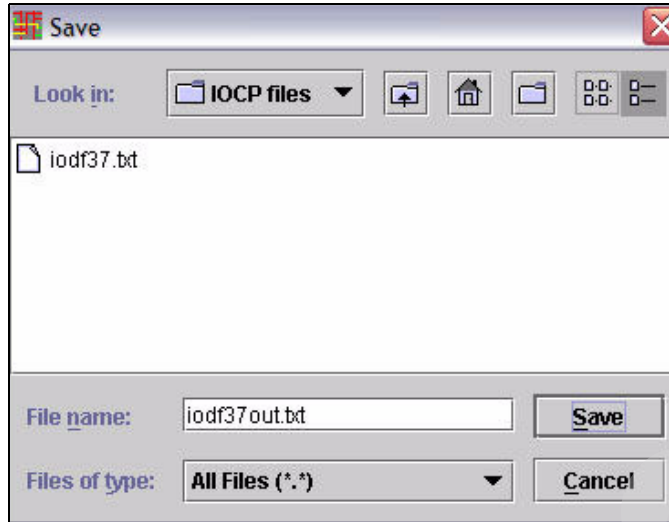 Save
Look in: IOCP files
iodf37.txt
File name: iodf37out.txt Save
Files of type: All Files (*.*) Cancel